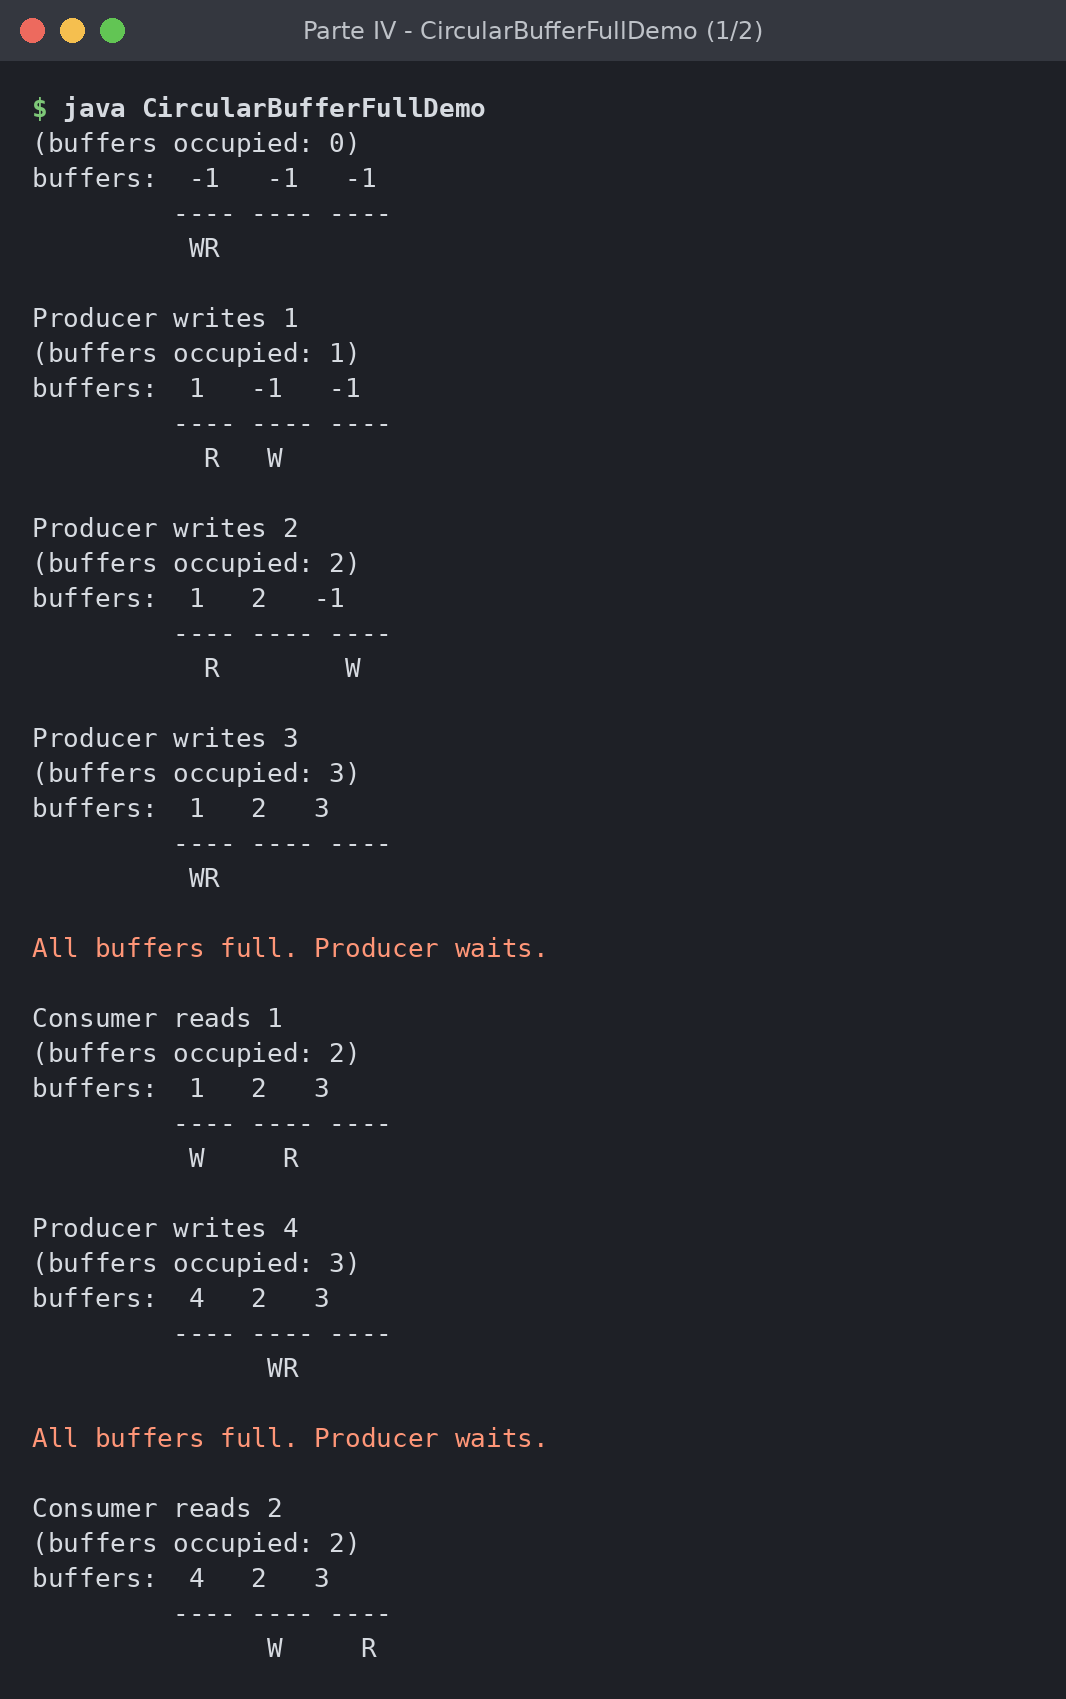 Parte IV - CircularBufferFullDemo (1/2)
$ java CircularBufferFullDemo
(buffers occupied: 0)
buffers:  -1   -1   -1
         ---- ---- ----
          WR

Producer writes 1
(buffers occupied: 1)
buffers:  1   -1   -1
         ---- ---- ----
           R   W

Producer writes 2
(buffers occupied: 2)
buffers:  1   2   -1
         ---- ---- ----
           R        W

Producer writes 3
(buffers occupied: 3)
buffers:  1   2   3
         ---- ---- ----
          WR

All buffers full. Producer waits.

Consumer reads 1
(buffers occupied: 2)
buffers:  1   2   3
         ---- ---- ----
          W     R

Producer writes 4
(buffers occupied: 3)
buffers:  4   2   3
         ---- ---- ----
               WR

All buffers full. Producer waits.

Consumer reads 2
(buffers occupied: 2)
buffers:  4   2   3
         ---- ---- ----
               W     R